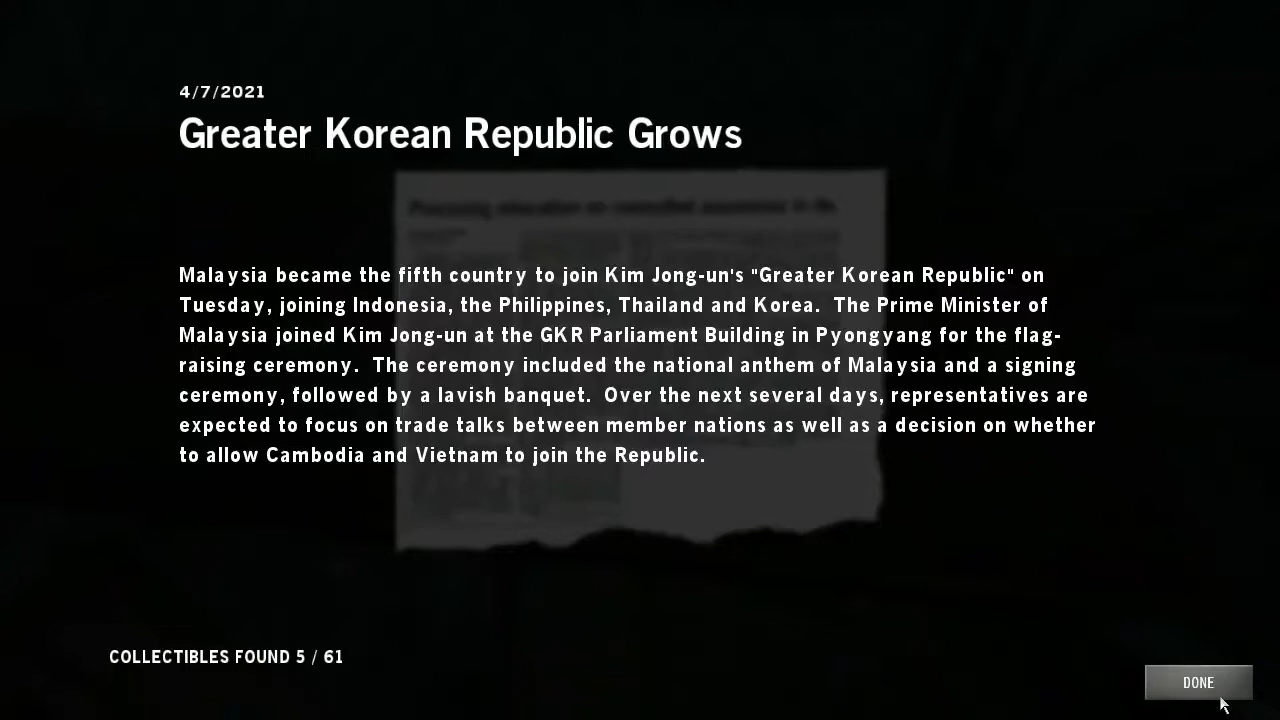 4/7/2021
Greater Korean Republic Grows
Malaysia became the fifth country to join Kim Jong-un's "Greater Korean Republic" on
Tuesday, joining Indonesia, the Philippines, Thailand and Korea.  The Prime Minister of
Malaysia joined Kim Jong-un at the GKR Parliament Building in Pyongyang for the flag-
raising ceremony.  The ceremony included the national anthem of Malaysia and a signing
ceremony, followed by a lavish banquet.  Over the next several days, representatives are
expected to focus on trade talks between member nations as well as a decision on whether
to allow Cambodia and Vietnam to join the Republic.
COLLECTIBLES FOUND 5 / 61
DONE